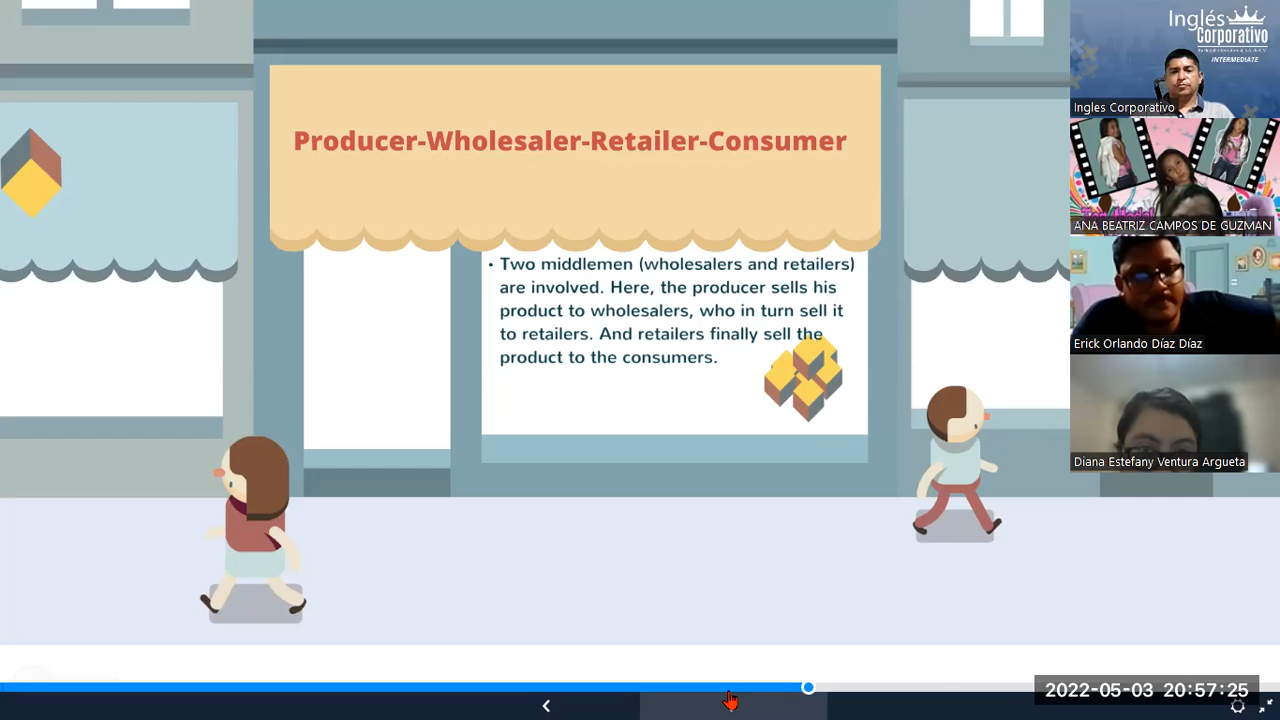 Producer-Wholesaler-Retailer-Consumer
• Two middlemen (wholesalers and retailers)
are involved. Here, the producer sells his
product to wholesalers, who in turn sell it
to retailers. And retailers finally sell the
product to the consumers.
Inglés
Corporativo
INTERMEDIATE
Ingles Corporativo
ANA BEATRIZ CAMPOS DE GUZMAN
Erick Orlando Díaz Díaz
Diana Estefany Ventura Argueta
2022-05-03 20:57:25